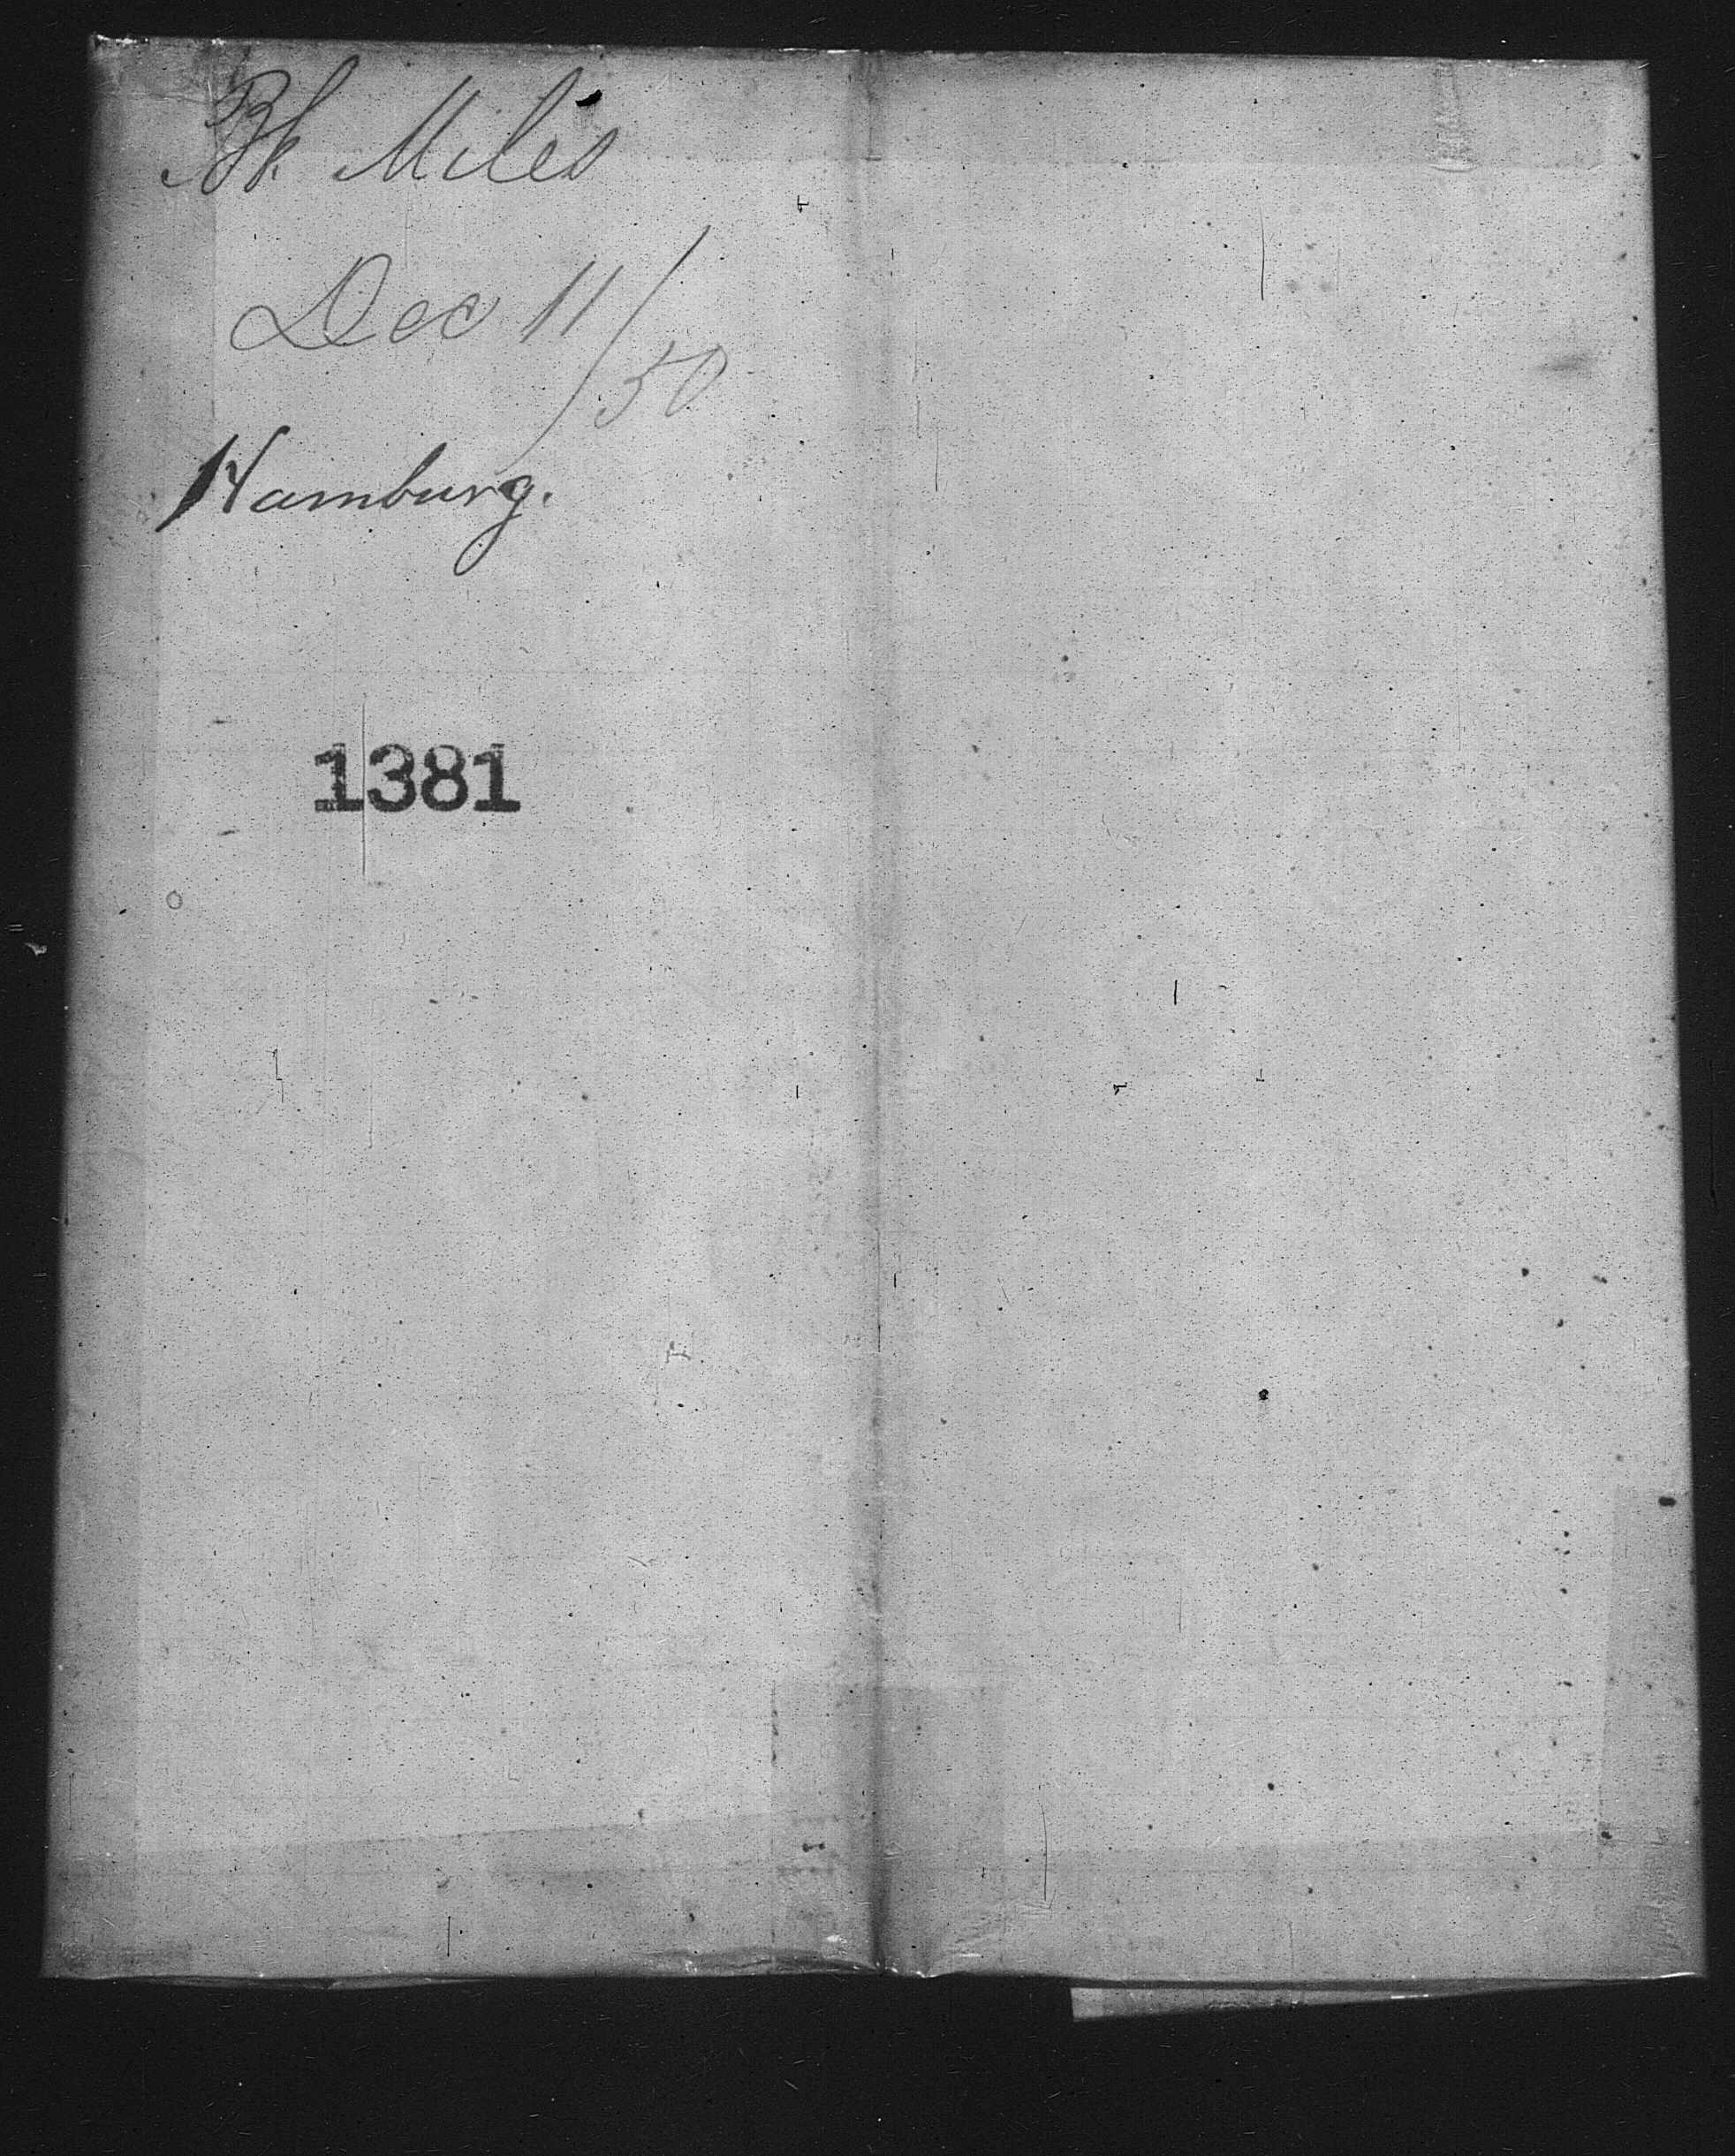 Bk Miles
Dec 11/50
Hamburg.
1381